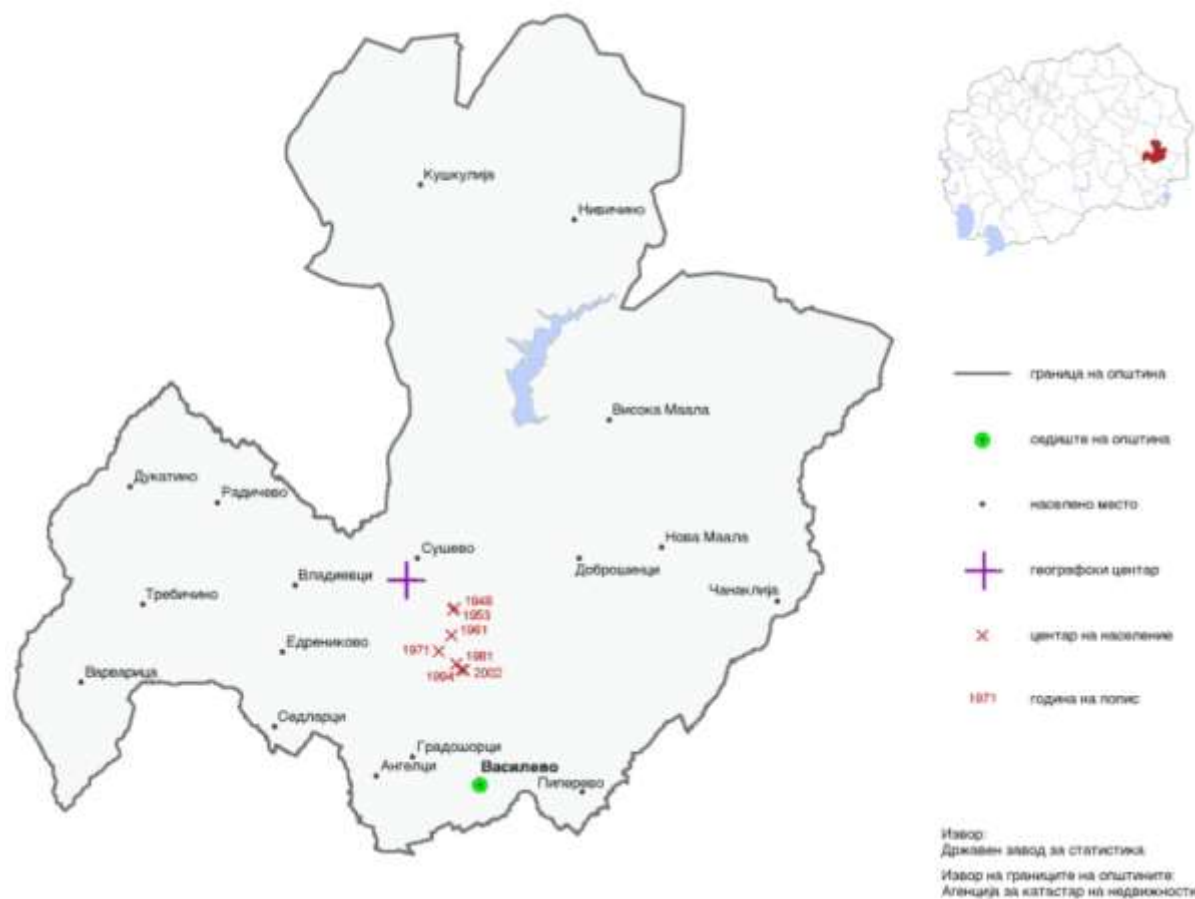 Кушкулија
Нивичино
Висока Маала
Дукатино
Радичево
Сушево
Нова Маала
Доброшинци
Владиевци
Чанаклија
Требичино
1948
1953
1961
Едрениково
1971
1981
1994
2002
Варварица
Седларци
Градошорци
Ангелци
Василево
Пиперево
граница на општина
седиште на општина
населено место
географски центар
центар на население
1971
година на попис
Извор:
Државен завод за статистика
Извор на границите на општините:
Агенција за катастар на недвижности